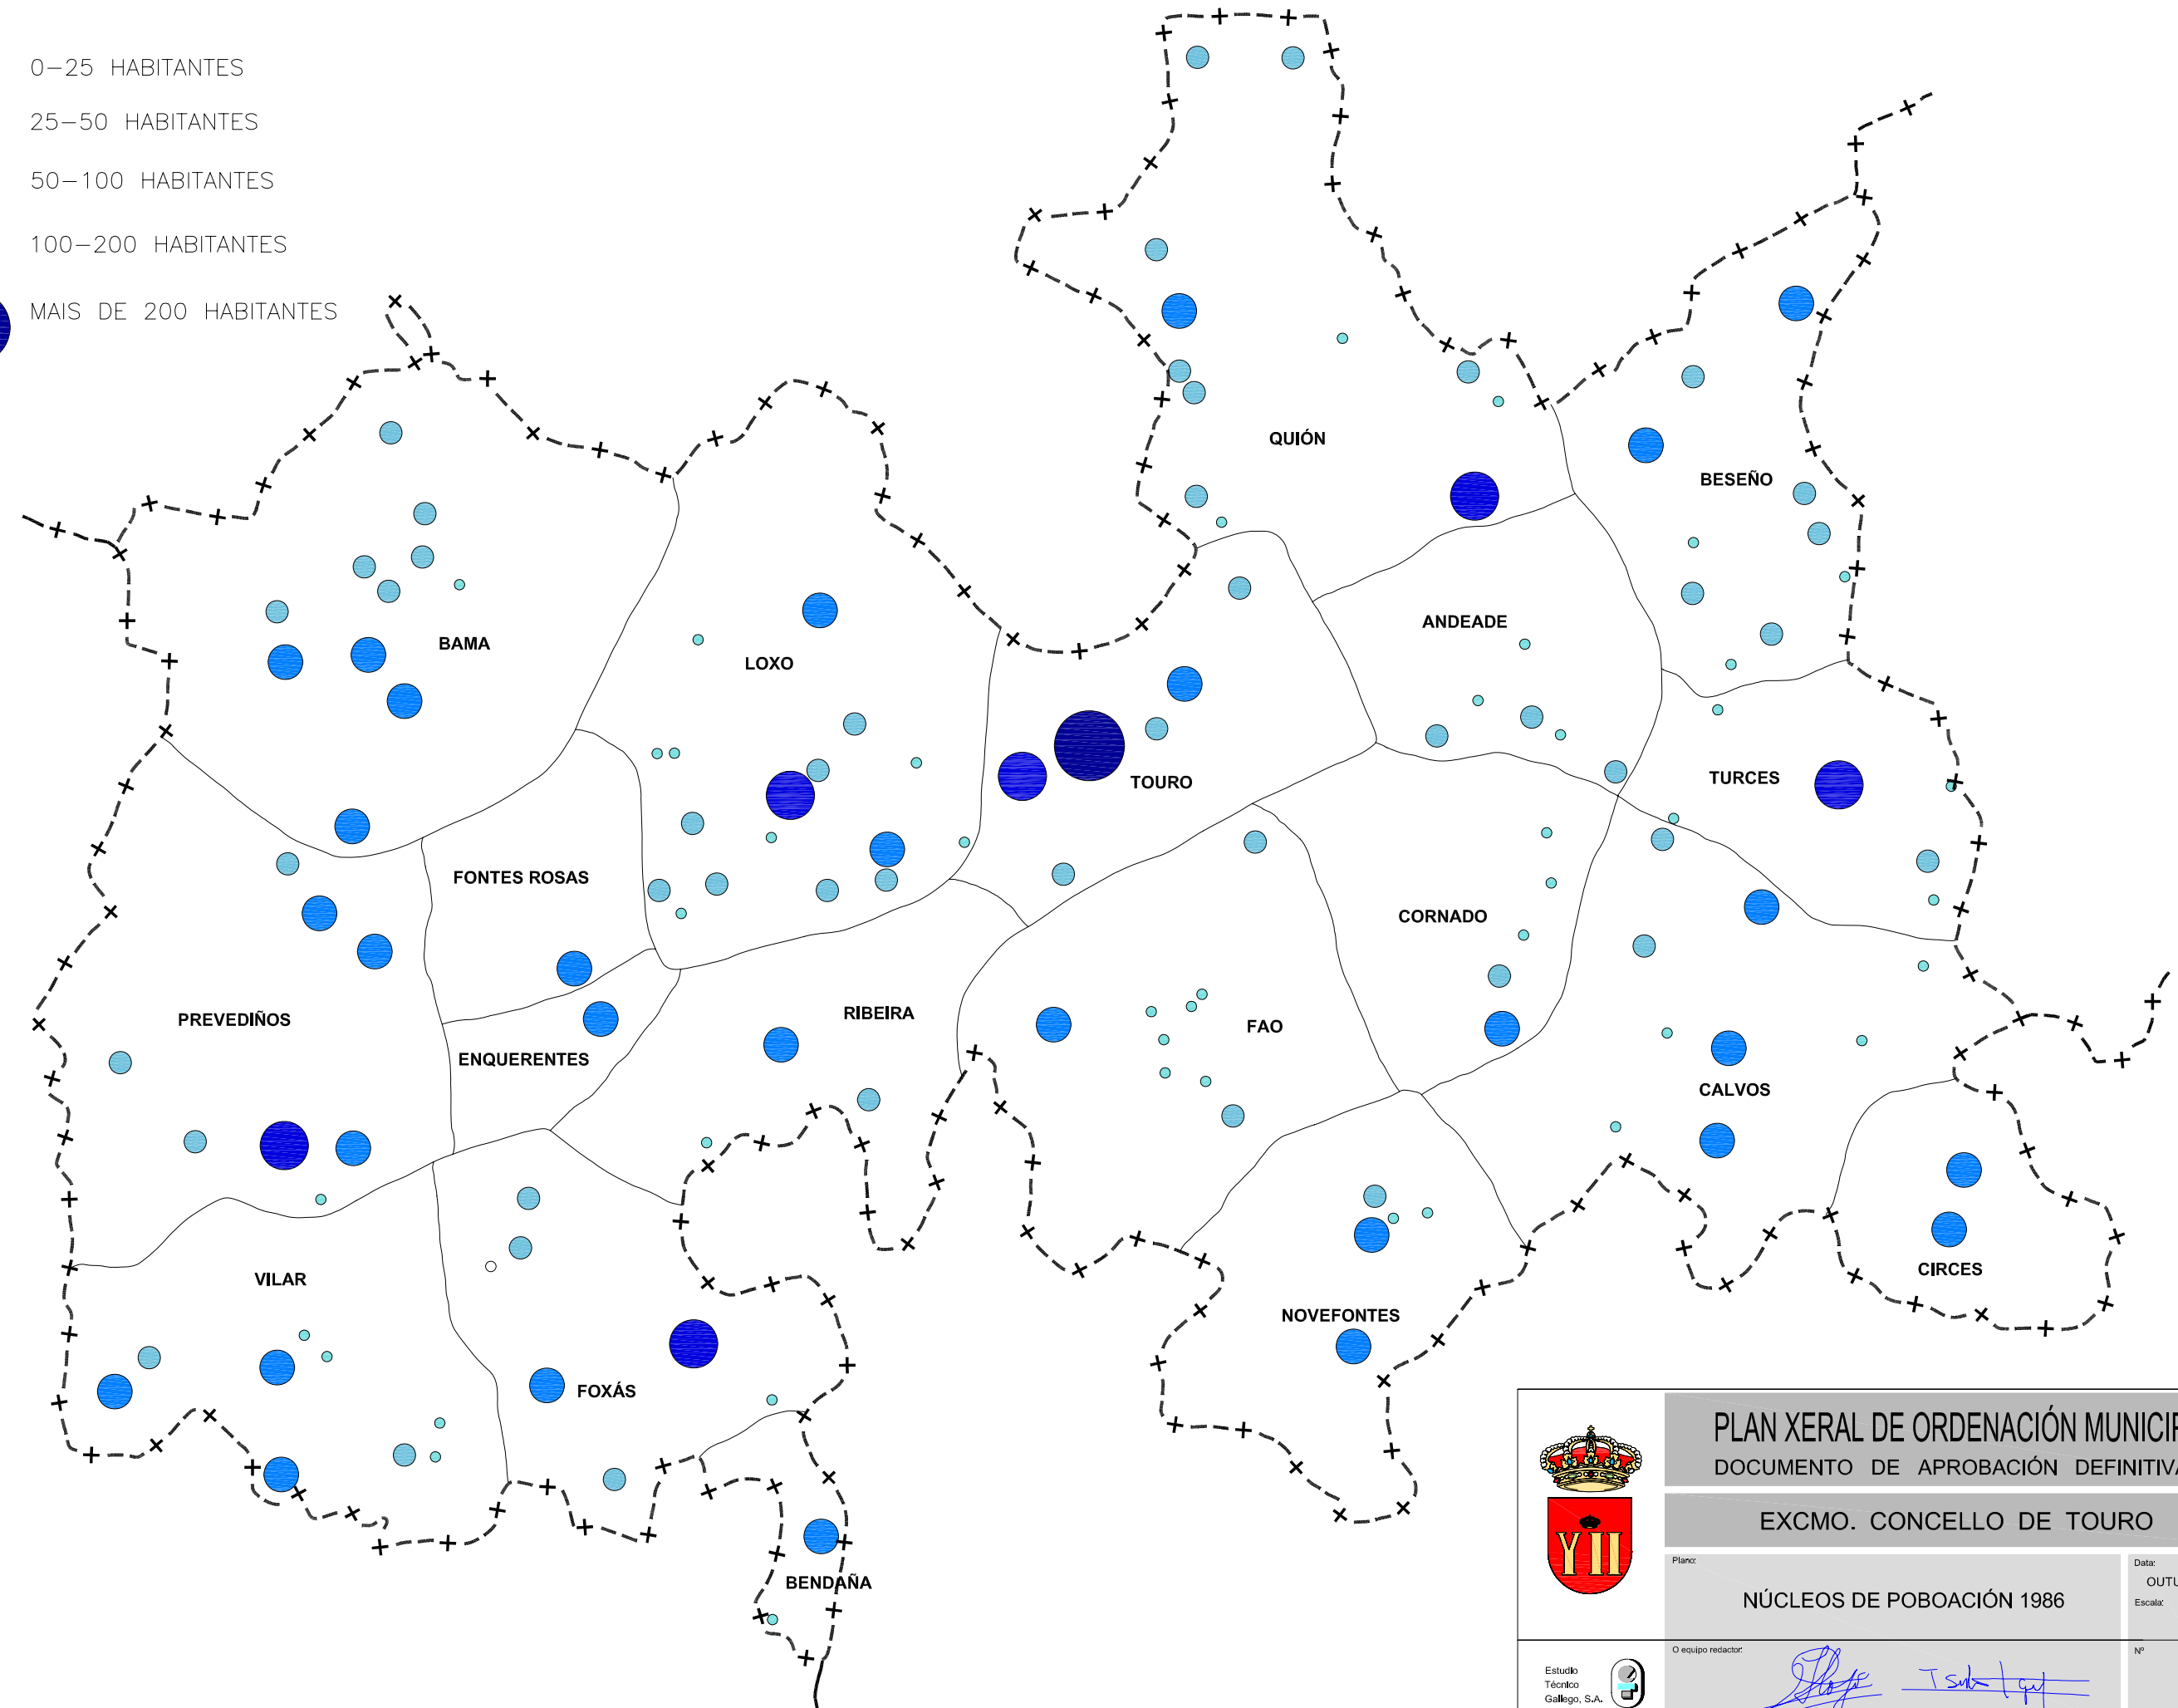 0-25 HABITANTES
25-50 HABITANTES
50-100 HABITANTES
100-200 HABITANTES
MAIS DE 200 HABITANTES
QUIÓN
BESEÑO
ANDEADE
BAMA
LOXO
TURCES
TOURO
FONTES ROSAS
CORNADO
PREVEDIÑOS
RIBEIRA
FAO
ENQUERENTES
CALVOS
VILAR
CIRCES
NOVEFONTES
FOXÁS
BENDAÑA
PLAN XERAL DE ORDENACIÓN MUNICIP
DOCUMENTO DE APROBACIÓN DEFINITIVA
EXCMO. CONCELLO DE TOURO
YII
Plano:
NÚCLEOS DE POBOACIÓN 1986
Data:
OUTU
Escala:
O equipo redactor:
Nº
Estudio
Técnico
Gallego, S.A.